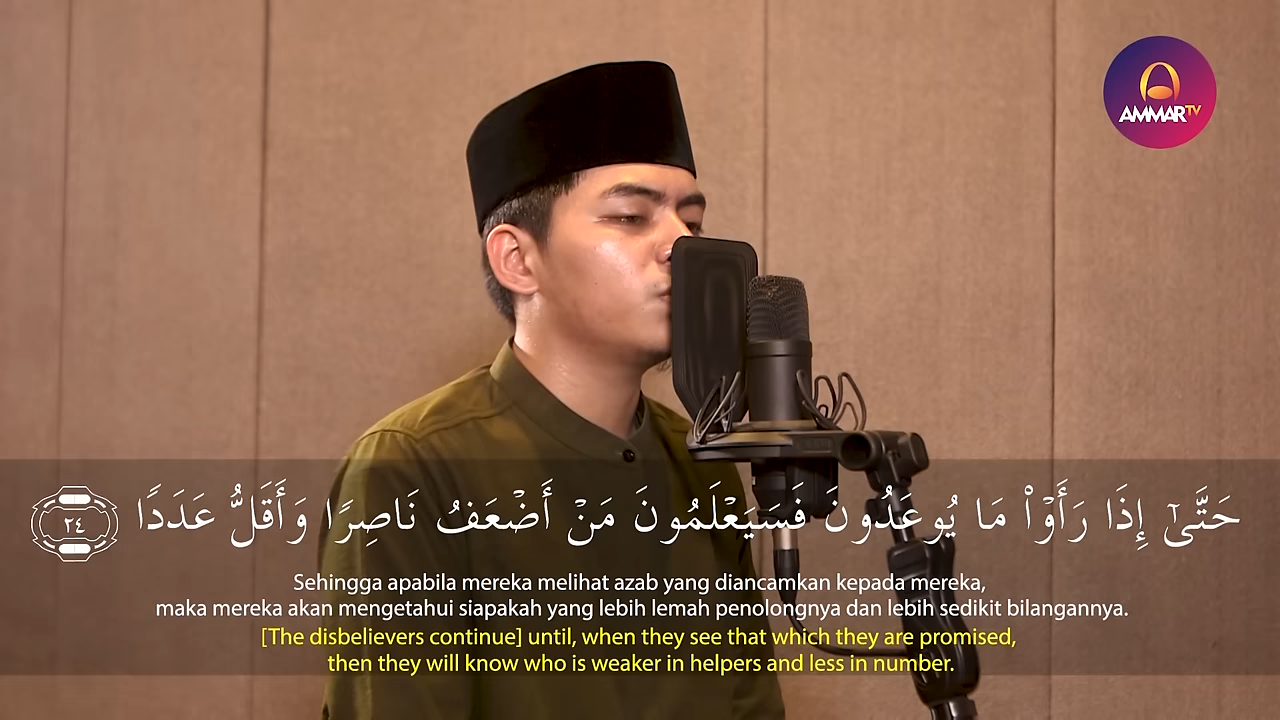 AMMARTV
حَتَّىٰٓ إِذَا رَأَوْا۟ مَا يُوعَدُونَ فَسَيَعْلَمُونَ مَنْ أَضْعَفُ نَاصِرًا وَأَقَلُّ عَدَدًا ٢٤
Sehingga apabila mereka melihat azab yang diancamkan kepada mereka,
maka mereka akan mengetahui siapakah yang lebih lemah penolongnya dan lebih sedikit bilangannya.
[The disbelievers continue] until, when they see that which they are promised,
then they will know who is weaker in helpers and less in number.